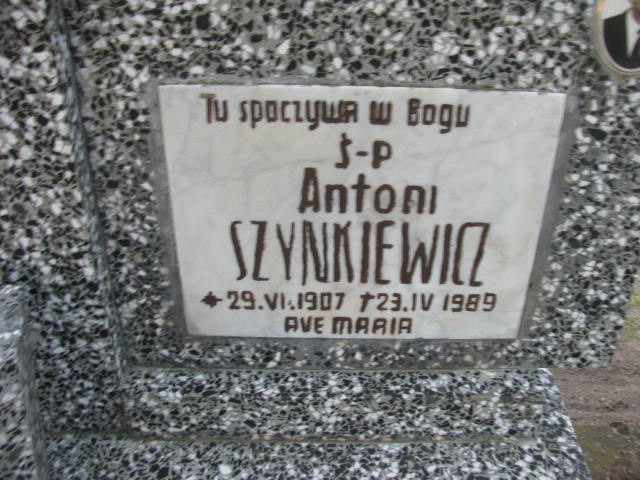 Tu spoczywa w Bogu
Ś-P
Antoni
SZYNKIEWICZ
* 29.VI.1907 † 23.IV 1989
AVE MARIA